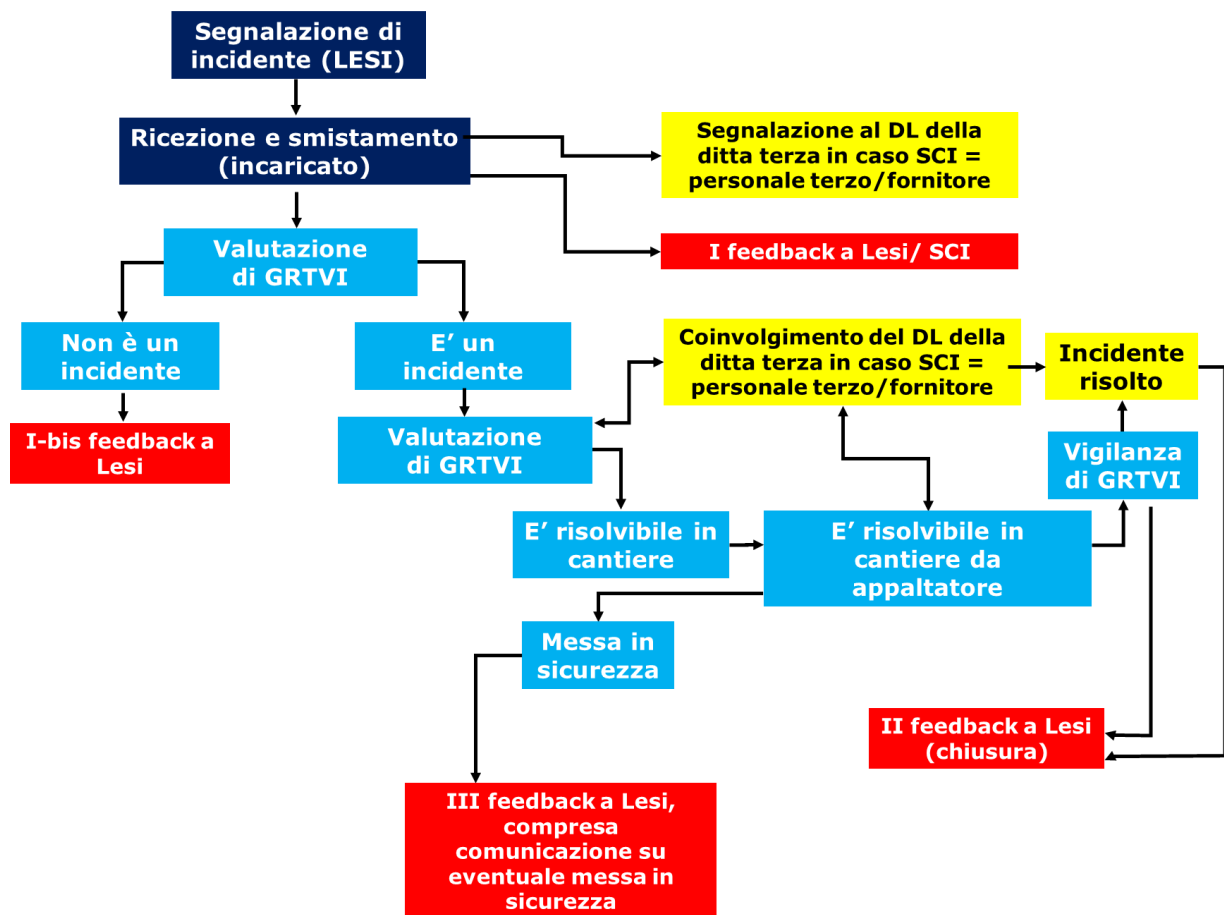 Segnalazione di
incidente (LESI)
Ricezione e smistamento
(incaricato)
Segnalazione al DL della
ditta terza in caso SCI =
personale terzo/fornitore
Valutazione
di GRTVI
I feedback a Lesi/ SCI
Non è un
incidente
E’ un
incidente
Coinvolgimento del DL della
ditta terza in caso SCI =
personale terzo/fornitore
Incidente
risolto
I-bis feedback a
Lesi
Valutazione
di GRTVI
Vigilanza
di GRTVI
E’ risolvibile in
cantiere
E’ risolvibile in
cantiere da
appaltatore
Messa in
sicurezza
II feedback a Lesi
(chiusura)
III feedback a Lesi,
compresa
comunicazione su
eventuale messa in
sicurezza